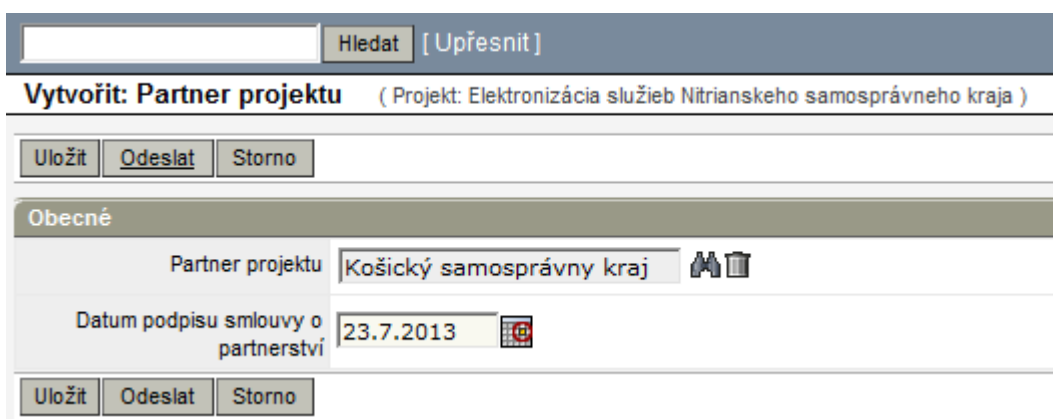 Hledat [ Upřesnit ]
Vytvořit: Partner projektu ( Projekt: Elektronizácia služieb Nitrianskeho samosprávneho kraja )
Uložit Odeslat Storno
Obecné
Partner projektu Košický samosprávny kraj
Datum podpisu smlouvy o
partnerství 23.7.2013
Uložit Odeslat Storno